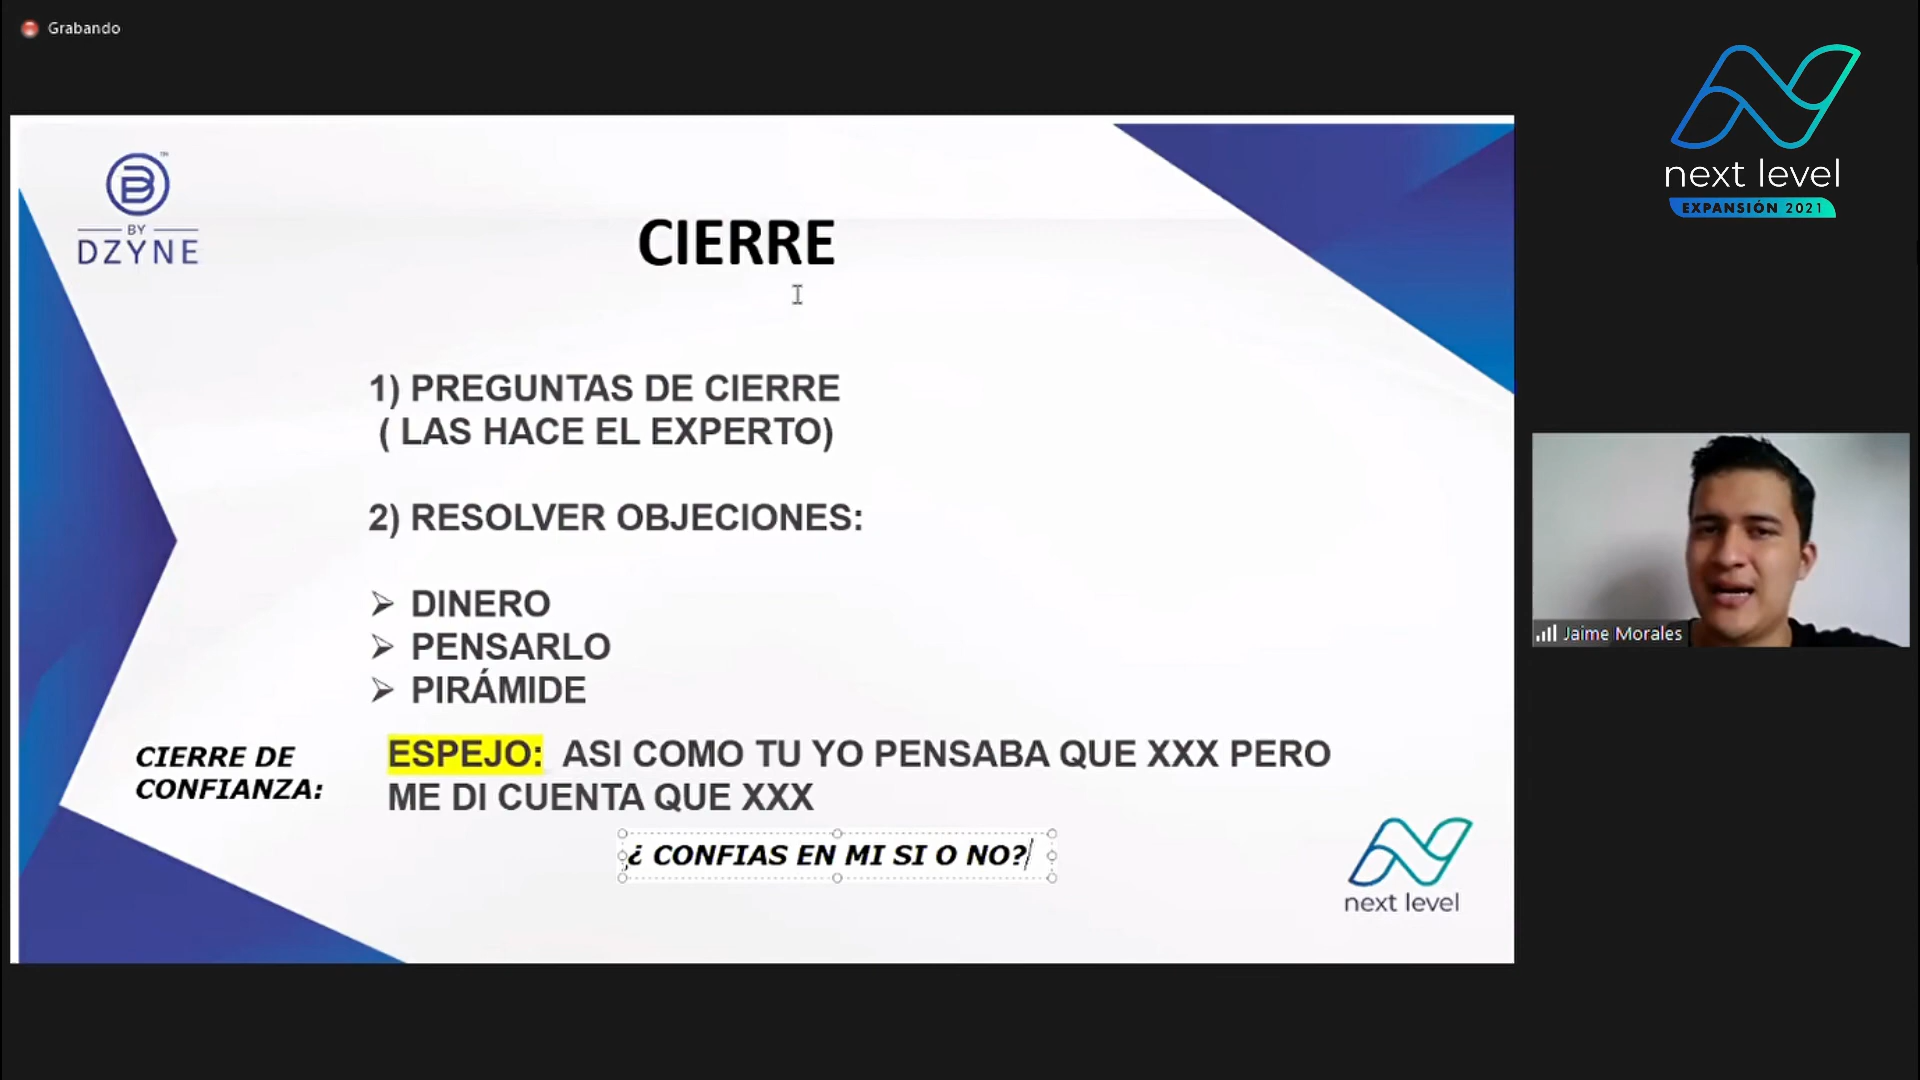 Grabando
next level
EXPANSIÓN 2021
B
TM
BY
DZYNE
CIERRE
1) PREGUNTAS DE CIERRE
( LAS HACE EL EXPERTO)
2) RESOLVER OBJECIONES:
➢ DINERO
➢ PENSARLO
➢ PIRÁMIDE
CIERRE DE
CONFIANZA:
ESPEJO: ASI COMO TU YO PENSABA QUE XXX PERO
ME DI CUENTA QUE XXX
¿ CONFIAS EN MI SI O NO?
next level
Jaime Morales